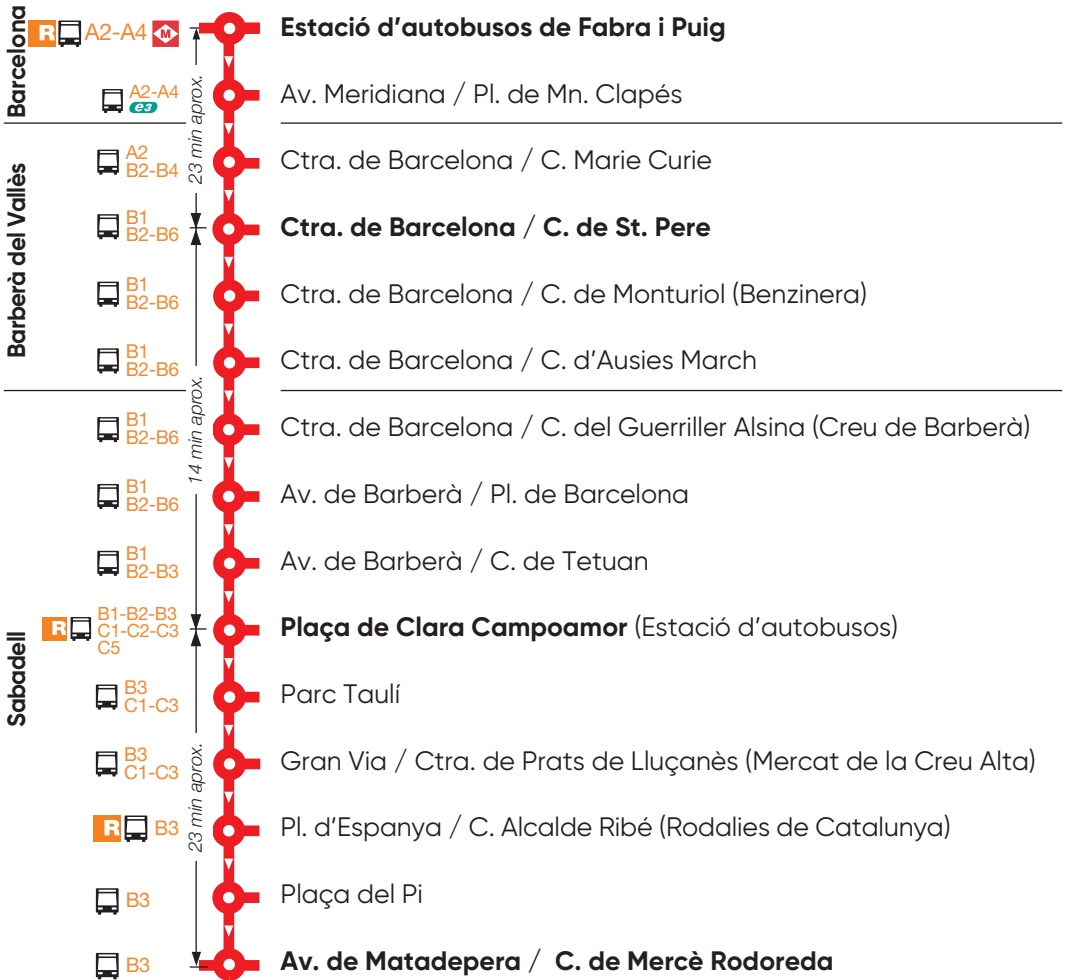 Barcelona
R A2-A4 M Estació d'autobusos de Fabra i Puig
A2-A4
e3
Av. Meridiana / Pl. de Mn. Clapés
23 min aprox.
Barberà del Vallès
A2
B2-B4
Ctra. de Barcelona / C. Marie Curie
B1
B2-B6
Ctra. de Barcelona / C. de St. Pere
B1
B2-B6
Ctra. de Barcelona / C. de Monturiol (Benzinera)
B1
B2-B6
Ctra. de Barcelona / C. d'Ausies March
14 min aprox.
Sabadell
B1
B2-B6
Ctra. de Barcelona / C. del Guerriller Alsina (Creu de Barberà)
B1
B2-B6
Av. de Barberà / Pl. de Barcelona
B1
B2-B3
Av. de Barberà / C. de Tetuan
R
B1-B2-B3
C1-C2-C3
C5
Plaça de Clara Campoamor (Estació d'autobusos)
B3
C1-C3
Parc Taulí
B3
C1-C3
Gran Via / Ctra. de Prats de Lluçanès (Mercat de la Creu Alta)
23 min aprox.
R B3 Pl. d'Espanya / C. Alcalde Ribé (Rodalies de Catalunya)
B3 Plaça del Pi
B3 Av. de Matadepera / C. de Mercè Rodoreda